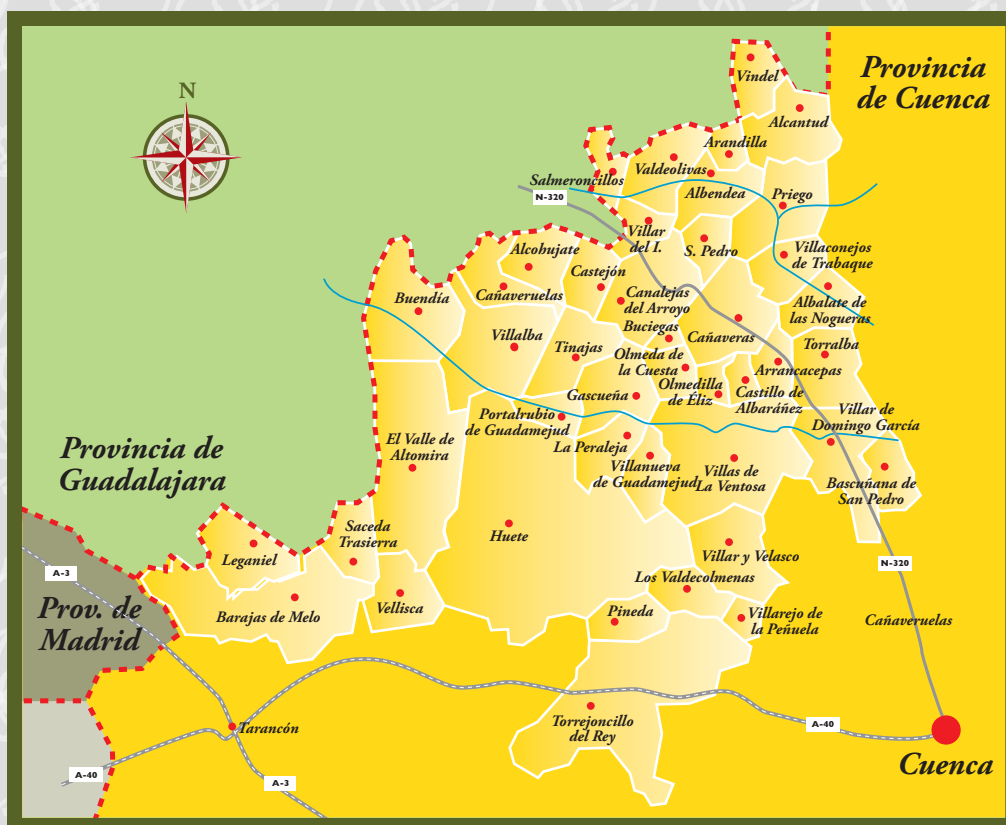 N
Provincia
de Cuenca
Vindel
Alcantud
Arandilla
Valdeolivas
Salmeroncillos
Albendea
Priego
N-320
Villar
del I.
S. Pedro
Villaconejos
de Trabaque
Alcohujate
Castejón
Buendía
Cañaveruelas
Canalejas
del Arroyo
Albalate de
las Nogueras
Buciegas
Cañaveras
Villalba
Tinajas
Torralba
Olmeda de
la Cuesta
Arrancacepas
Olmedilla
de Éliz
Castillo de
Albaráñez
Gascueña
Portalrubio
de Guadamejud
Villar de
Domingo García
El Valle de
Altomira
La Peraleja
Villanueva
de Guadamejud
Villas de
La Ventosa
Bascuñana de
San Pedro
Provincia de
Guadalajara
Saceda
Trasierra
Huete
Leganiel
Villar y Velasco
N-320
A-3
Los Valdecolmenas
Prov. de
Madrid
Barajas de Melo
Vellisca
Pineda
Villarejo de
la Peñuela
Cañaveruelas
Tarancón
Torrejoncillo
del Rey
A-40
Cuenca
A-40
A-3